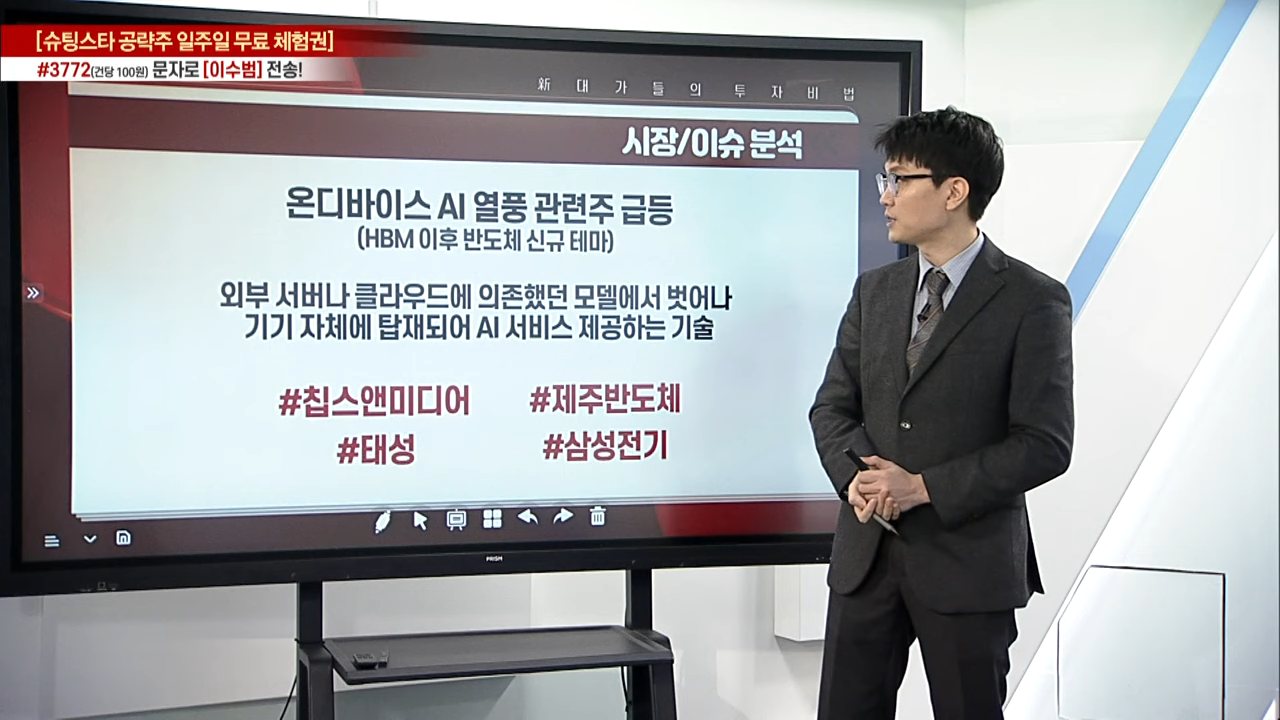 [슈팅스타 공략주 일주일 무료 체험권]
#3772(건당 100원) 문자로 [이수범] 전송!
新 대가들의 투자비법
시장/이슈 분석
온디바이스 AI 열풍 관련주 급등
(HBM 이후 반도체 신규 테마)
외부 서버나 클라우드에 의존했던 모델에서 벗어나
기기 자체에 탑재되어 AI 서비스 제공하는 기술
#칩스앤미디어 #제주반도체
#태성 #삼성전기
PRISM